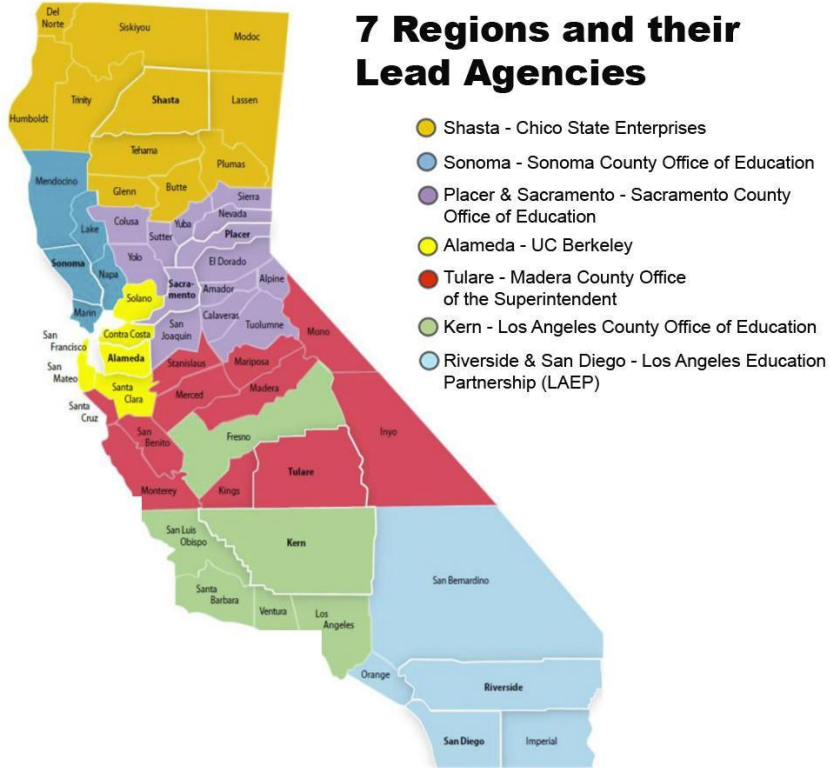 7 Regions and their
Lead Agencies
Shasta - Chico State Enterprises
Sonoma - Sonoma County Office of Education
Placer & Sacramento - Sacramento County
Office of Education
Alameda - UC Berkeley
Tulare - Madera County Office
of the Superintendent
Kern - Los Angeles County Office of Education
Riverside & San Diego - Los Angeles Education
Partnership (LAEP)
Del
Norte
Siskiyou
Modoc
Humboldt
Trinity
Shasta
Lassen
Tehama
Plumas
Mendocino
Glenn
Butte
Sierra
Lake
Colusa
Sutter
Yuba
Nevada
Placer
Sonoma
Napa
Yolo
El Dorado
Sacra-
mento
Amador
Alpine
Solano
Marin
Calaveras
San
Joaquin
Tuolumne
Mono
San
Francisco
Contra Costa
Alameda
Stanislaus
Mariposa
San
Mateo
Santa
Clara
Merced
Madera
Santa
Cruz
San
Benito
Fresno
Inyo
Monterey
Kings
Tulare
San Luis
Obispo
Kern
San Bernardino
Santa
Barbara
Ventura
Los
Angeles
Orange
Riverside
San Diego
Imperial